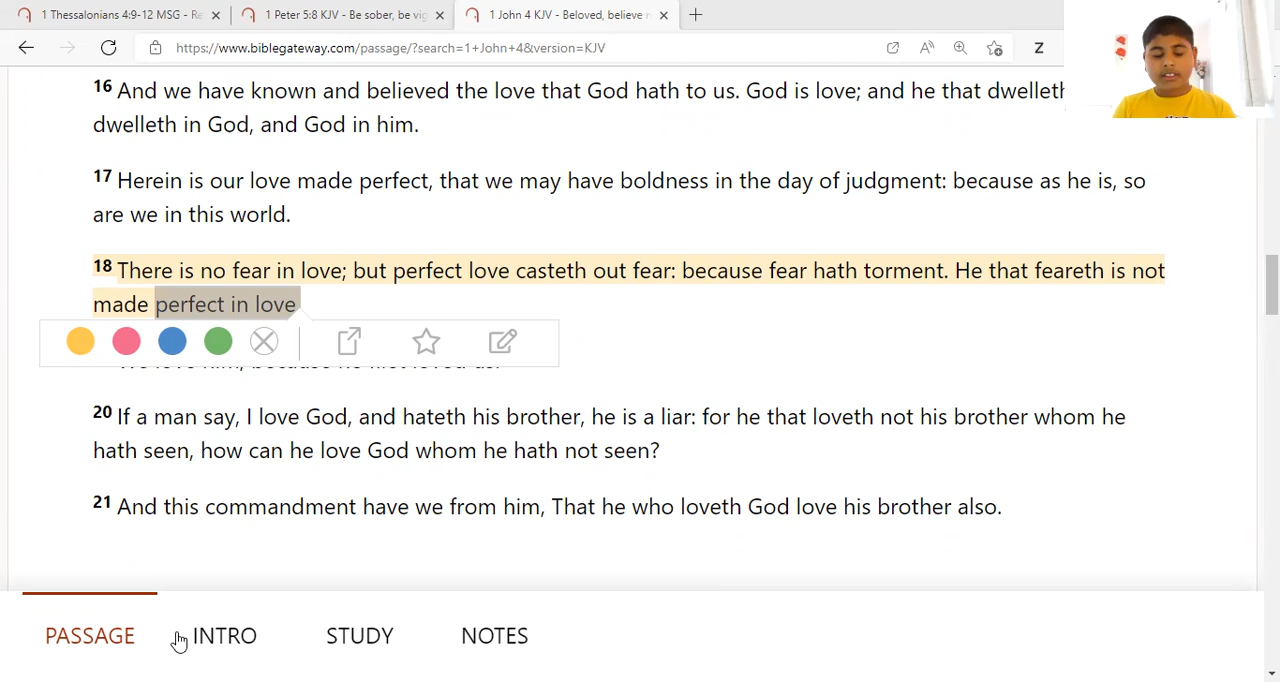 1 Thessalonians 4:9-12 MSG - Re
1 Peter 5:8 KJV - Be sober, be vig
1 John 4 KJV - Beloved, believe n
https://www.biblegateway.com/passage/?search=1+John+4&version=KJV
Z
16 And we have known and believed the love that God hath to us. God is love; and he that dwelleth
dwelleth in God, and God in him.
17 Herein is our love made perfect, that we may have boldness in the day of judgment: because as he is, so
are we in this world.
18 There is no fear in love; but perfect love casteth out fear: because fear hath torment. He that feareth is not
made perfect in love
We love him, because he first loved us.
20 If a man say, I love God, and hateth his brother, he is a liar: for he that loveth not his brother whom he
hath seen, how can he love God whom he hath not seen?
21 And this commandment have we from him, That he who loveth God love his brother also.
PASSAGE INTRO STUDY NOTES